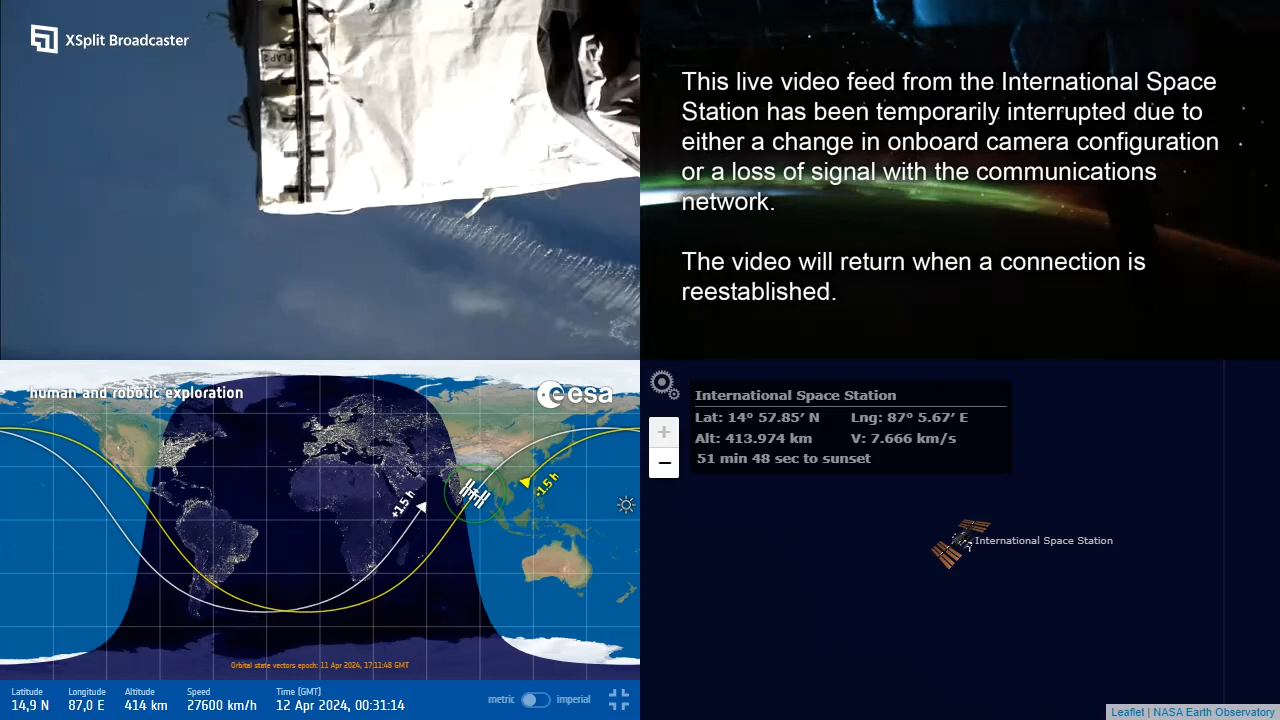 XSplit Broadcaster
FLAP 2
This live video feed from the International Space
Station has been temporarily interrupted due to
either a change in onboard camera configuration
or a loss of signal with the communications
network.
The video will return when a connection is
reestablished.
human and robotic exploration
esa
+1.5 h
-1.5 h
Orbital state vectors epoch: 11 Apr 2024, 17:11:48 GMT
Latitude
14,9 N
Longitude
87,0 E
Altitude
414 km
Speed
27600 km/h
Time (GMT)
12 Apr 2024, 00:31:14
metric
imperial
International Space Station
Lat: 14° 57.85′ N Lng: 87° 5.67′ E
Alt: 413.974 km V: 7.666 km/s
51 min 48 sec to sunset
+
−
International Space Station
Leaflet | NASA Earth Observatory